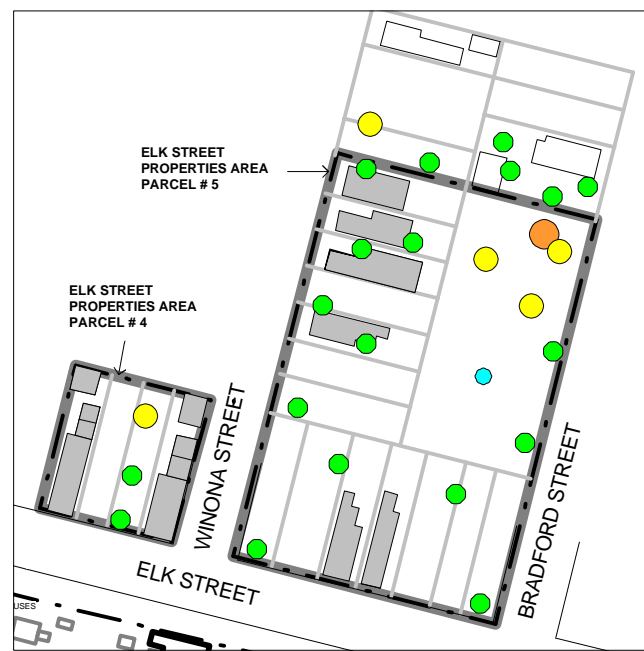 ELK STREET
PROPERTIES AREA
PARCEL # 5
ELK STREET
PROPERTIES AREA
PARCEL # 4
WINONA STREET
BRADFORD STREET
ELK STREET
USES